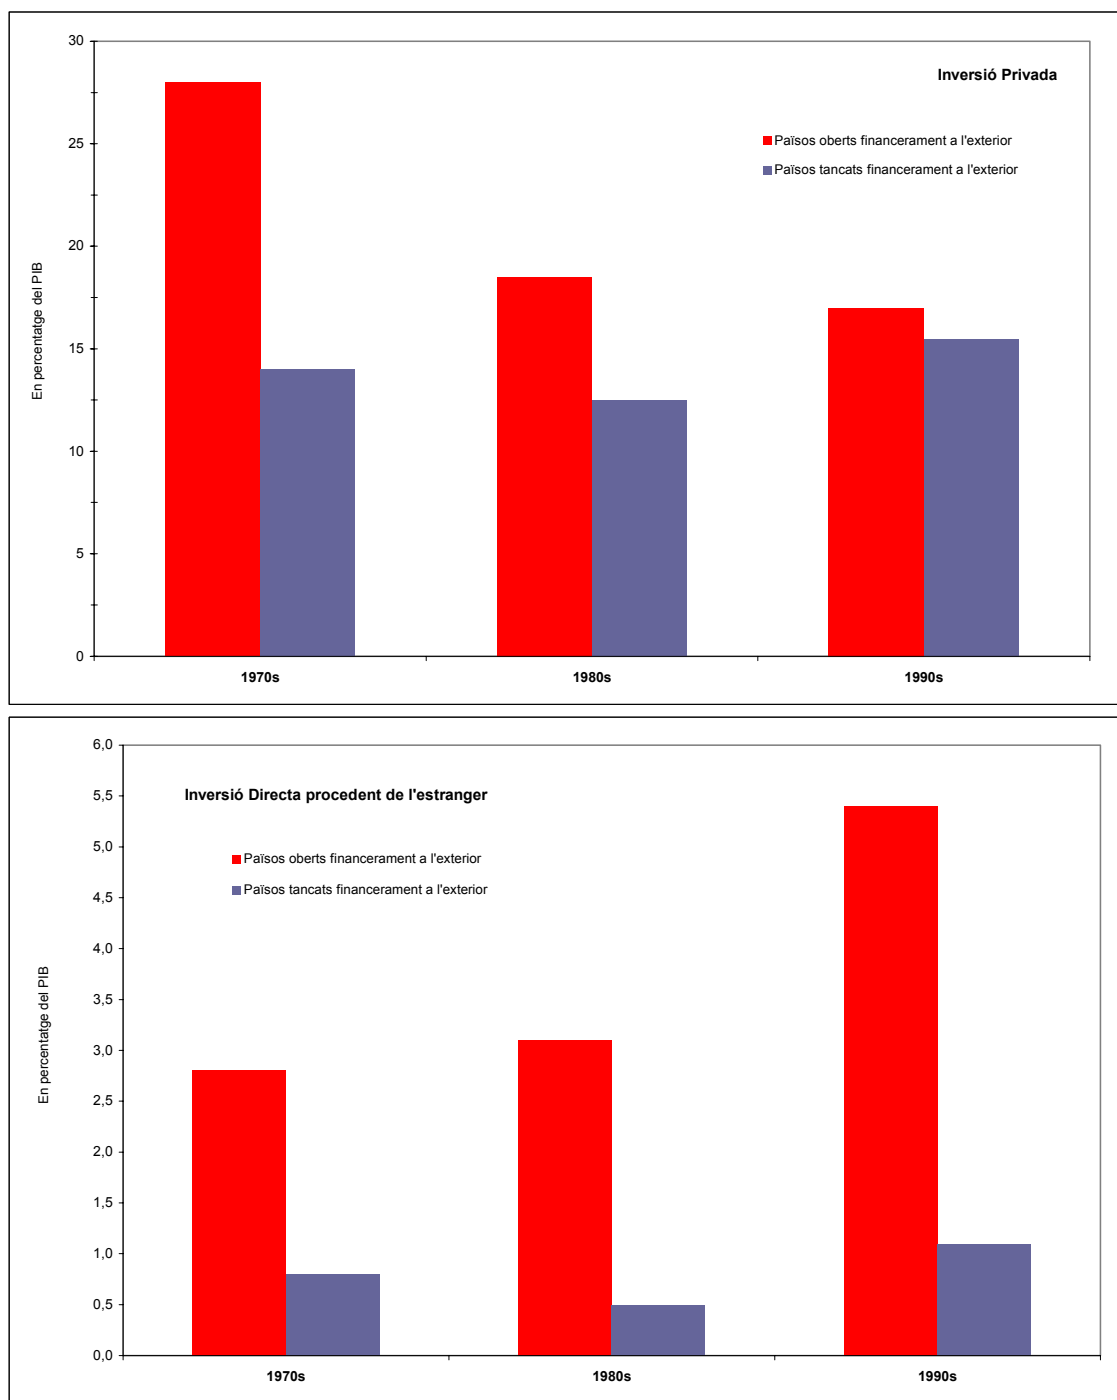 Inversió Privada
Països oberts financerament a l'exterior
Països tancats financerament a l'exterior
En percentatge del PIB
30
25
20
15
10
5
0
1970s
1980s
1990s
Inversió Directa procedent de l'estranger
Països oberts financerament a l'exterior
Països tancats financerament a l'exterior
En percentatge del PIB
6,0
5,5
5,0
4,5
4,0
3,5
3,0
2,5
2,0
1,5
1,0
0,5
0,0
1970s
1980s
1990s